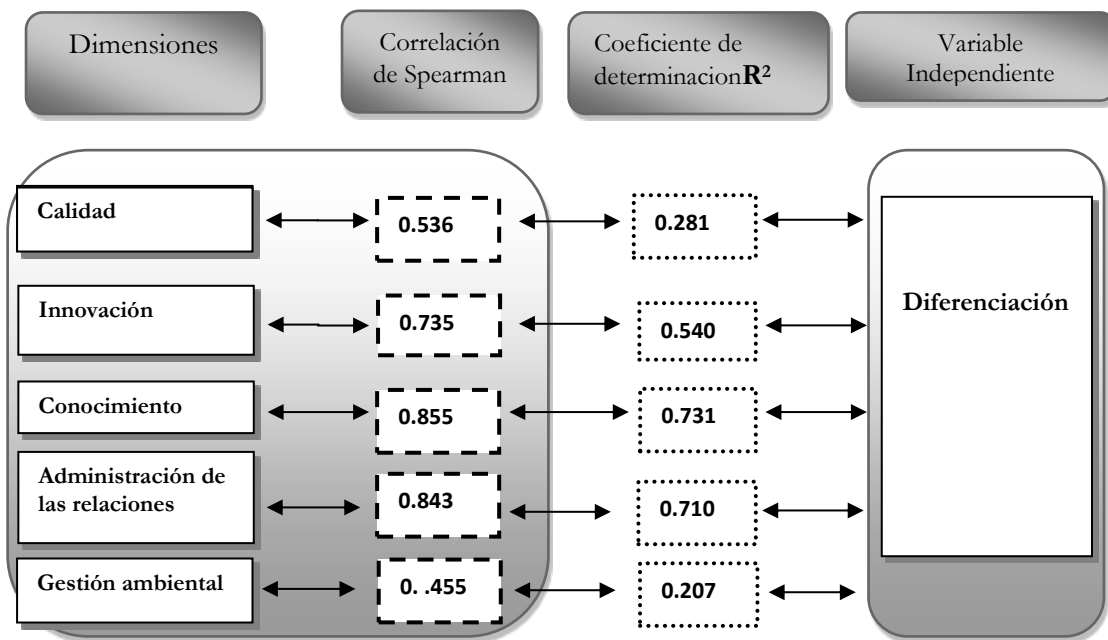 Dimensiones
Correlación
de Spearman
Coeficiente de
determinacionR²
Variable
Independiente
Calidad
0.536
0.281
Innovación
0.735
0.540
Diferenciación
Conocimiento
0.855
0.731
Administración de
las relaciones
0.843
0.710
Gestión ambiental
0. .455
0.207